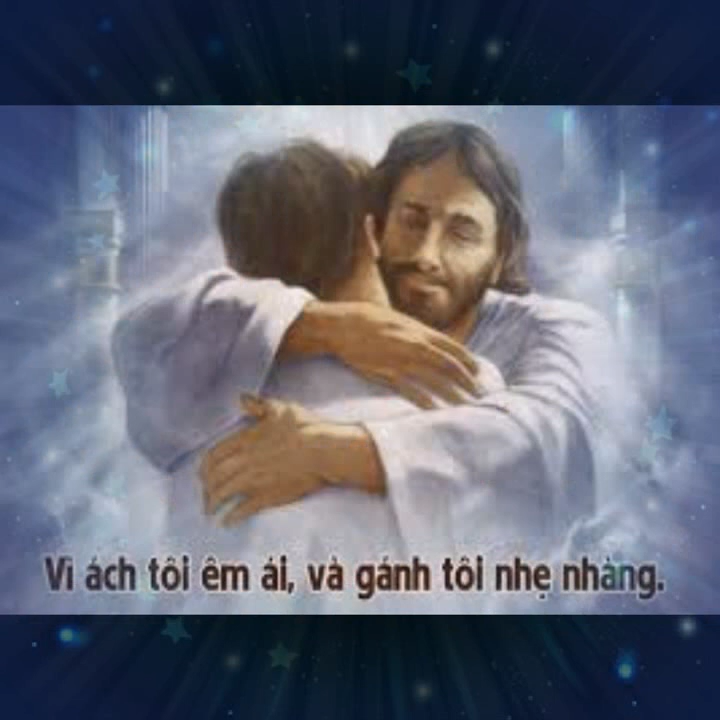 Vì ách tôi êm ái, và gánh tôi nhẹ nhàng.